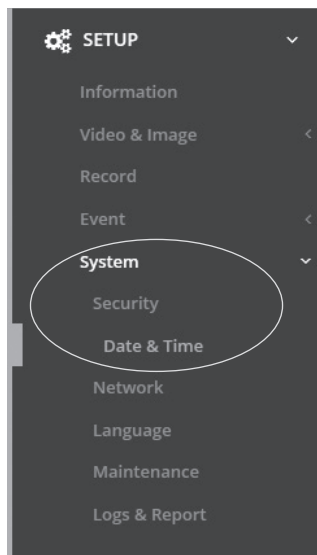 SETUP
Information
Video & Image
Record
Event
System
Security
Date & Time
Network
Language
Maintenance
Logs & Report